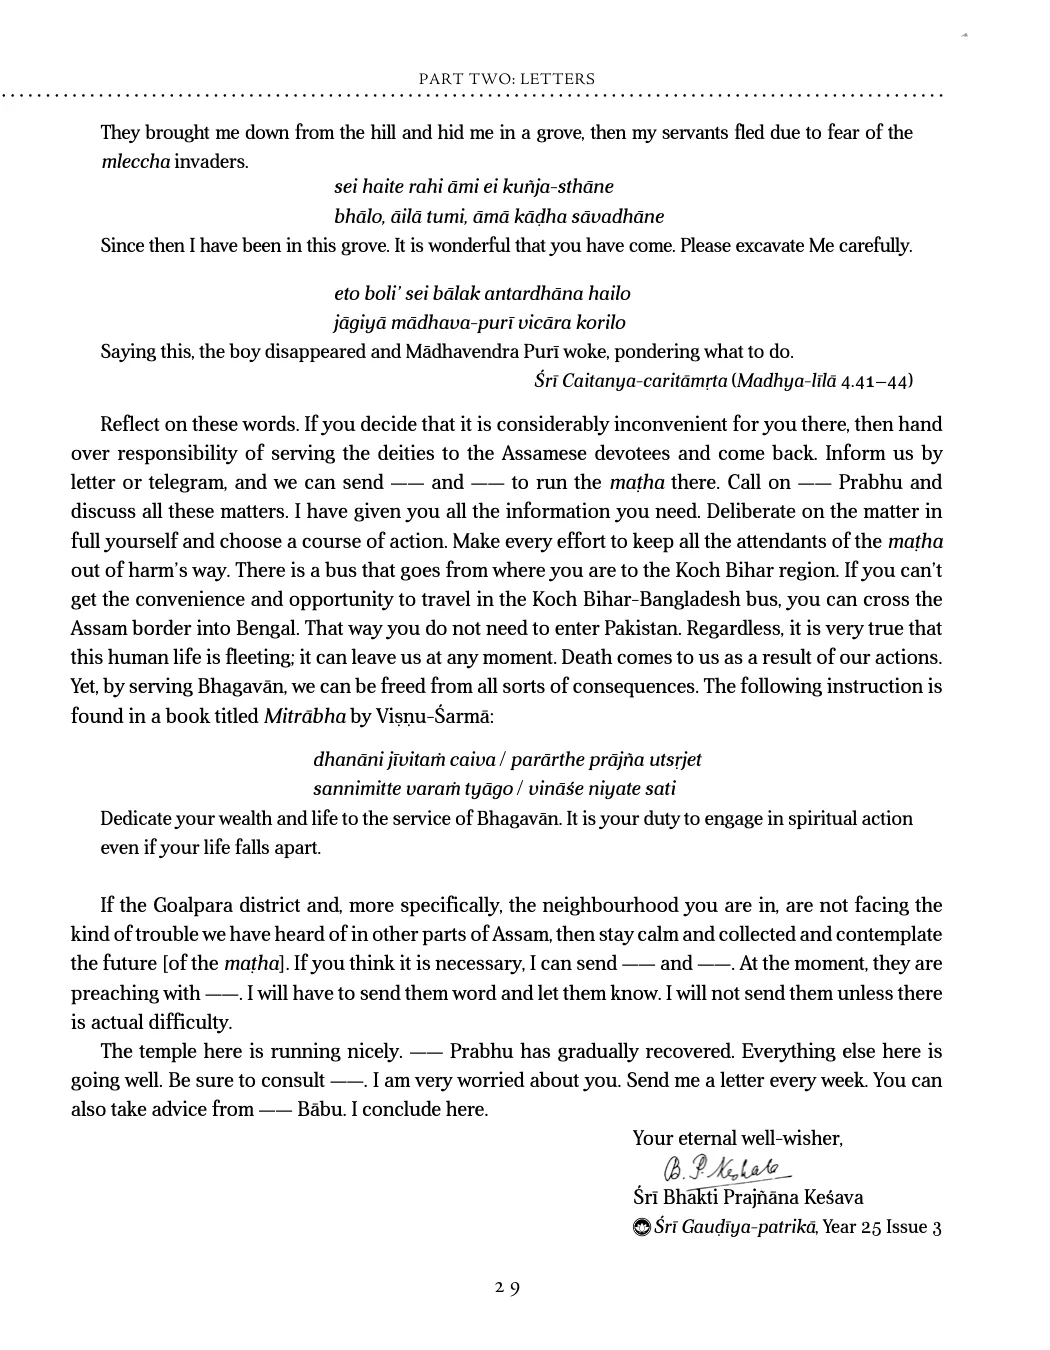 PART TWO: LETTERS
They brought me down from the hill and hid me in a grove, then my servants fled due to fear of the
mleccha invaders.
sei haite rahi āmi ei kuñja-sthāne
bhālo, āilā tumi, āmā kāḍha sāvadhāne
Since then I have been in this grove. It is wonderful that you have come. Please excavate Me carefully.
eto boli’ sei bālak antardhāna hailo
jāgiyā mādhava-purī vicāra korilo
Saying this, the boy disappeared and Mādhavendra Purī woke, pondering what to do.
Śrī Caitanya-caritāmṛta (Madhya-līlā 4.41–44)
Reflect on these words. If you decide that it is considerably inconvenient for you there, then hand
over responsibility of serving the deities to the Assamese devotees and come back. Inform us by
letter or telegram, and we can send —— and —— to run the maṭha there. Call on —— Prabhu and
discuss all these matters. I have given you all the information you need. Deliberate on the matter in
full yourself and choose a course of action. Make every effort to keep all the attendants of the maṭha
out of harm’s way. There is a bus that goes from where you are to the Koch Bihar region. If you can’t
get the convenience and opportunity to travel in the Koch Bihar-Bangladesh bus, you can cross the
Assam border into Bengal. That way you do not need to enter Pakistan. Regardless, it is very true that
this human life is fleeting; it can leave us at any moment. Death comes to us as a result of our actions.
Yet, by serving Bhagavān, we can be freed from all sorts of consequences. The following instruction is
found in a book titled Mitrābha by Viṣṇu-Śarmā:
dhanāni jīvitaṁ caiva / parārthe prājña utsṛjet
sannimitte varaṁ tyāgo / vināśe niyate sati
Dedicate your wealth and life to the service of Bhagavān. It is your duty to engage in spiritual action
even if your life falls apart.
If the Goalpara district and, more specifically, the neighbourhood you are in, are not facing the
kind of trouble we have heard of in other parts of Assam, then stay calm and collected and contemplate
the future [of the maṭha]. If you think it is necessary, I can send —— and ——. At the moment, they are
preaching with ——. I will have to send them word and let them know. I will not send them unless there
is actual difficulty.
The temple here is running nicely. —— Prabhu has gradually recovered. Everything else here is
going well. Be sure to consult ——. I am very worried about you. Send me a letter every week. You can
also take advice from —— Bābu. I conclude here.
Your eternal well-wisher,
B. P. Keshaba
Śrī Bhakti Prajñāna Keśava
Śrī Gauḍīya-patrikā, Year 25 Issue 3
29